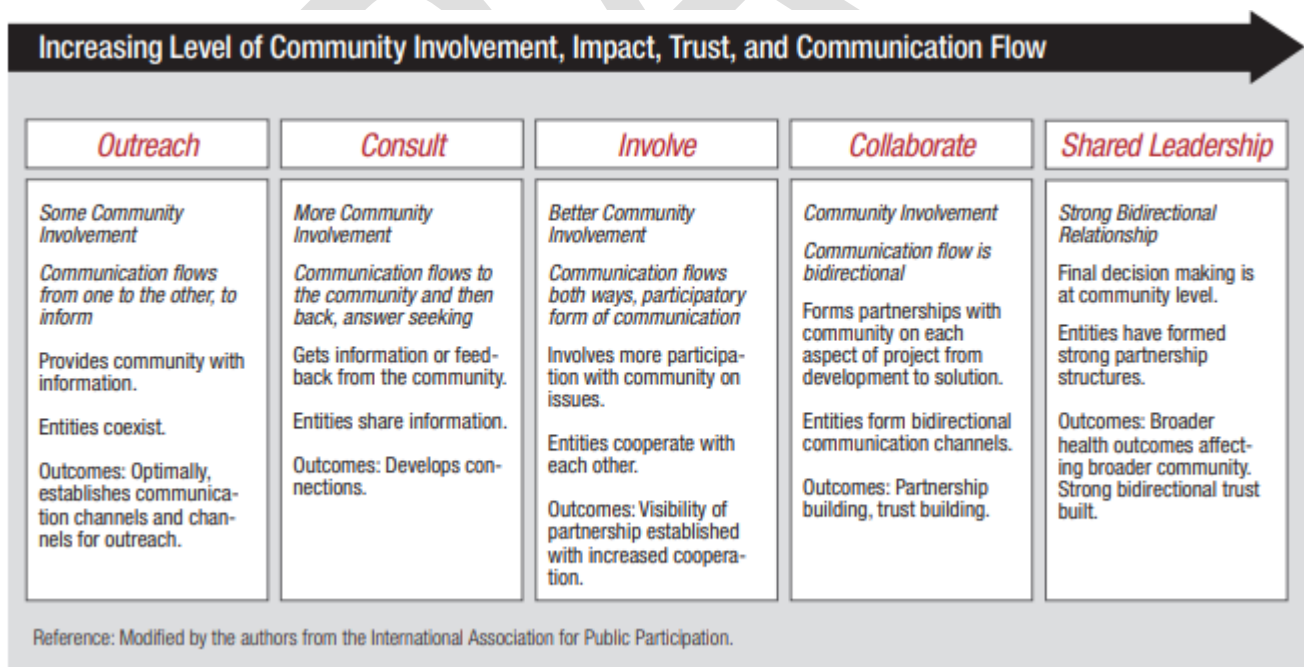 Increasing Level of Community Involvement, Impact, Trust, and Communication Flow
Outreach
Some Community
Involvement
Communication flows
from one to the other, to
inform
Provides community with
information.
Entities coexist.
Outcomes: Optimally,
establishes communica-
tion channels and chan-
nels for outreach.
Consult
More Community
Involvement
Communication flows to
the community and then
back, answer seeking
Gets information or feed-
back from the community.
Entities share information.
Outcomes: Develops con-
nections.
Involve
Better Community
Involvement
Communication flows
both ways, participatory
form of communication
Involves more participa-
tion with community on
issues.
Entities cooperate with
each other.
Outcomes: Visibility of
partnership established
with increased coopera-
tion.
Collaborate
Community Involvement
Communication flow is
bidirectional
Forms partnerships with
community on each
aspect of project from
development to solution.
Entities form bidirectional
communication channels.
Outcomes: Partnership
building, trust building.
Shared Leadership
Strong Bidirectional
Relationship
Final decision making is
at community level.
Entities have formed
strong partnership
structures.
Outcomes: Broader
health outcomes affect-
ing broader community.
Strong bidirectional trust
built.
Reference: Modified by the authors from the International Association for Public Participation.